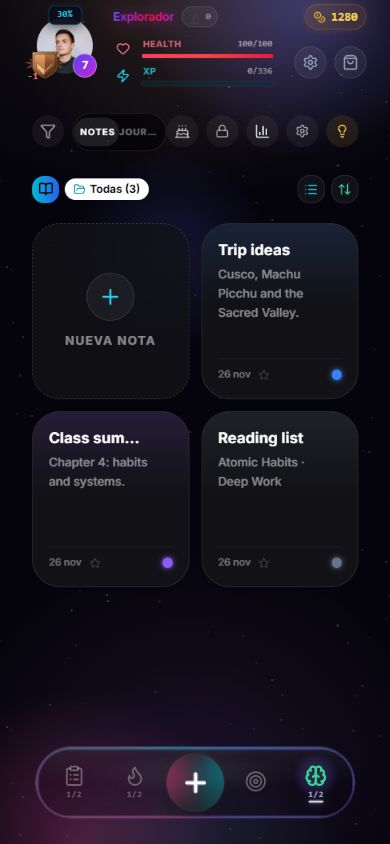 30%
Explorador
0
1280
HEALTH 100/100
XP 0/336
-1
7
NOTES JOUR...
Todas (3)
NUEVA NOTA
Trip ideas
Cusco, Machu
Picchu and the
Sacred Valley.
26 nov
Class sum...
Chapter 4: habits
and systems.
26 nov
Reading list
Atomic Habits ·
Deep Work
26 nov
1/2
1/2
1/2